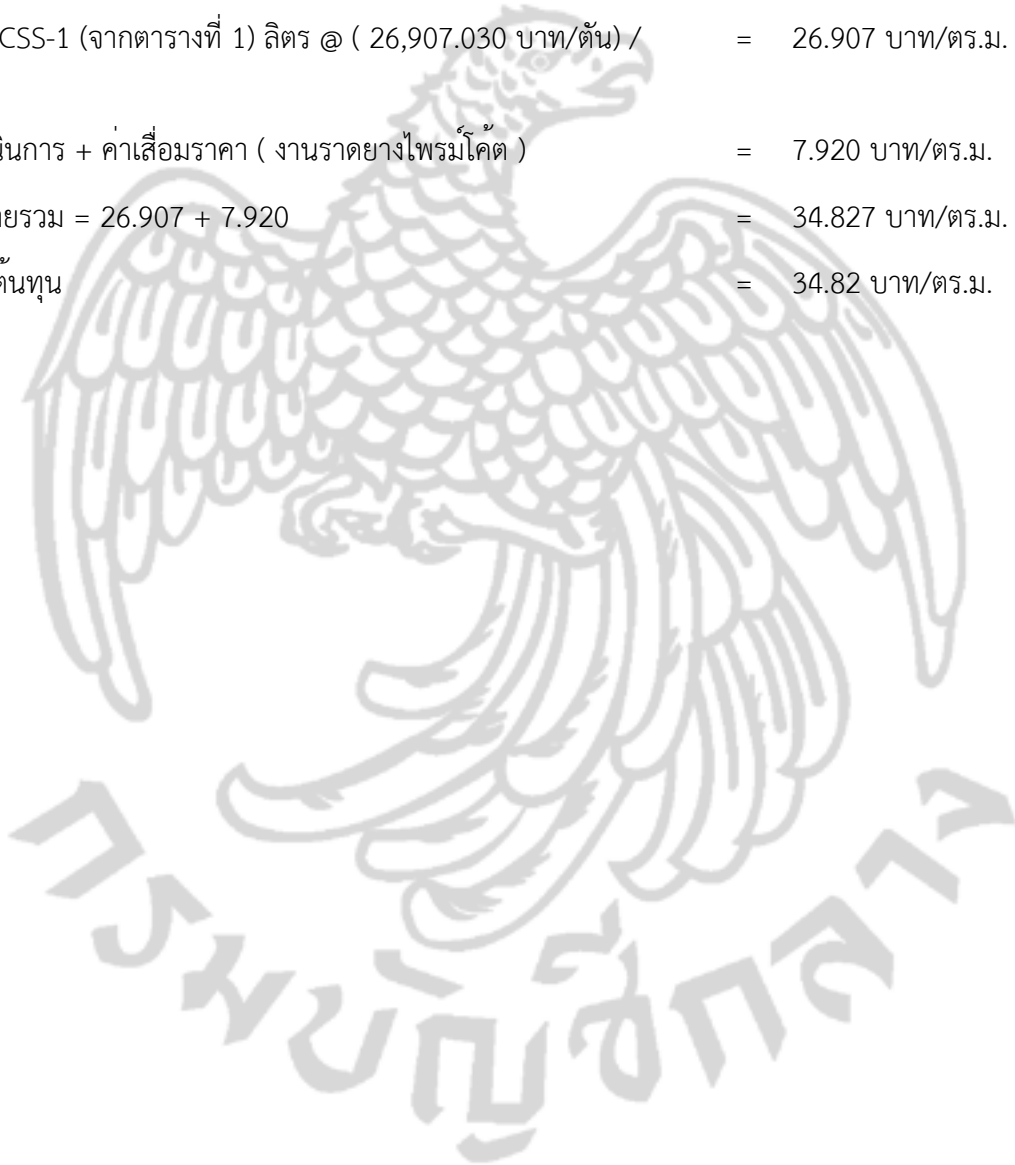 CSS-1 (จากตารางที่ 1) ลิตร @ ( 26,907.030 บาท/ตัน) / = 26.907 บาท/ตร.ม.
นินการ + ค่าเสื่อมราคา ( งานราดยางไพรม์โค้ต ) = 7.920 บาท/ตร.ม.
ายรวม = 26.907 + 7.920 = 34.827 บาท/ตร.ม.
ต้นทุน = 34.82 บาท/ตร.ม.
กรมบัญชีกลาง